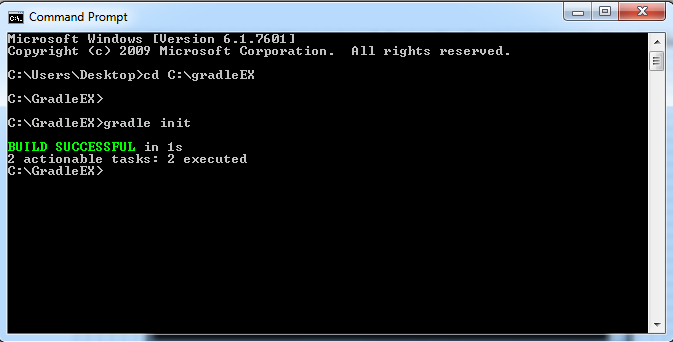 Command Prompt
Microsoft Windows [Version 6.1.7601]
Copyright (c) 2009 Microsoft Corporation.  All rights reserved.
C:\Users\Desktop>cd C:\gradleEX
C:\GradleEX>
C:\GradleEX>gradle init
BUILD SUCCESSFUL in 1s
2 actionable tasks: 2 executed
C:\GradleEX>